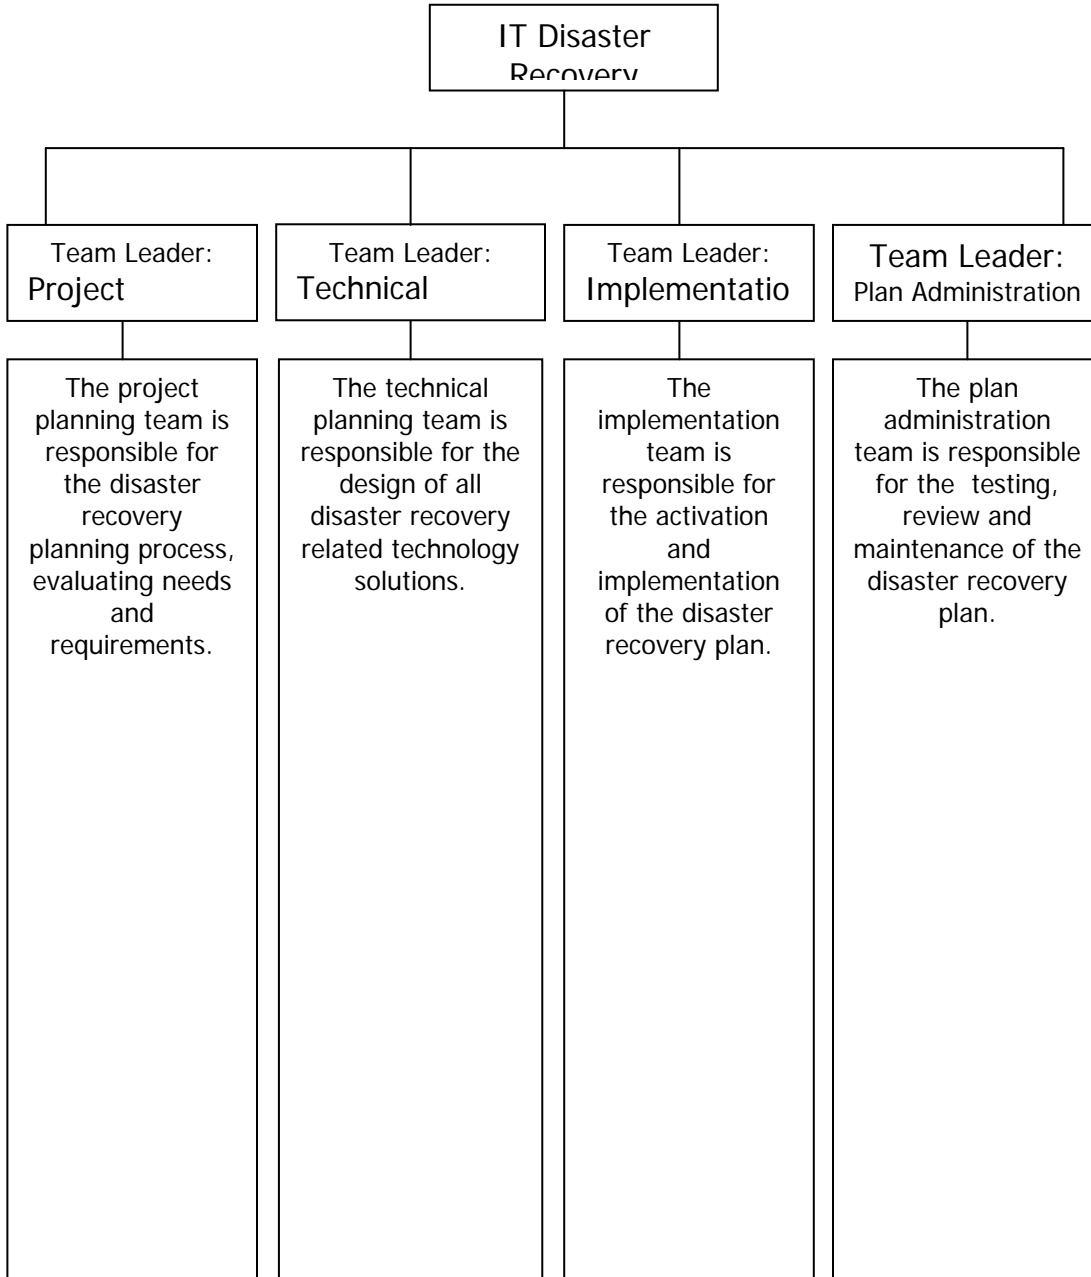 IT Disaster
Recovery
Team Leader:
Project
Team Leader:
Technical
Team Leader:
Implementatio
Team Leader:
Plan Administration
The project
planning team is
responsible for
the disaster
recovery
planning process,
evaluating needs
and
requirements.
The technical
planning team is
responsible for the
design of all
disaster recovery
related technology
solutions.
The
implementation
team is
responsible for
the activation
and
implementation
of the disaster
recovery plan.
The plan
administration
team is responsible
for the  testing,
review and
maintenance of the
disaster recovery
plan.